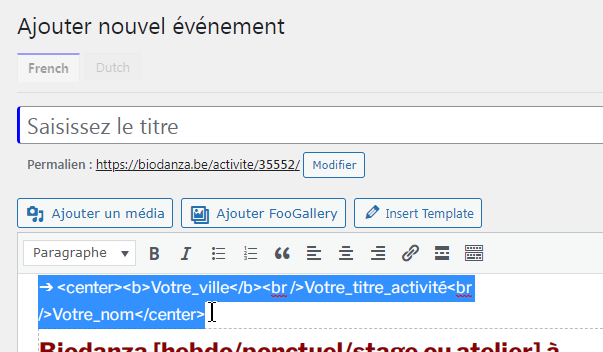 Ajouter nouvel événement
French Dutch
Saisissez le titre
Permalien : https://biodanza.be/activite/35552/ Modifier
Ajouter un média Ajouter FooGallery Insert Template
Paragraphe B I
➔ <center><b>Votre_ville</b><br />Votre_titre_activité<br
/>Votre_nom</center>
Biodanza [hebdo/ponctuel/stage ou atelier] à